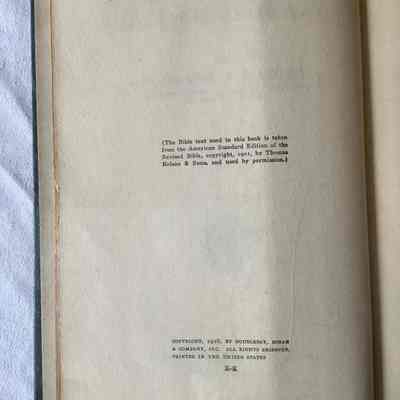 (The Bible text used in this book is taken
from the American Standard Edition of the
Revised Bible, copyright, 1901, by Thomas
Nelson & Sons, and used by permission.)
COPYRIGHT, 1928, BY DOUBLEDAY, DORAN
& COMPANY, INC. ALL RIGHTS RESERVED.
PRINTED IN THE UNITED STATES